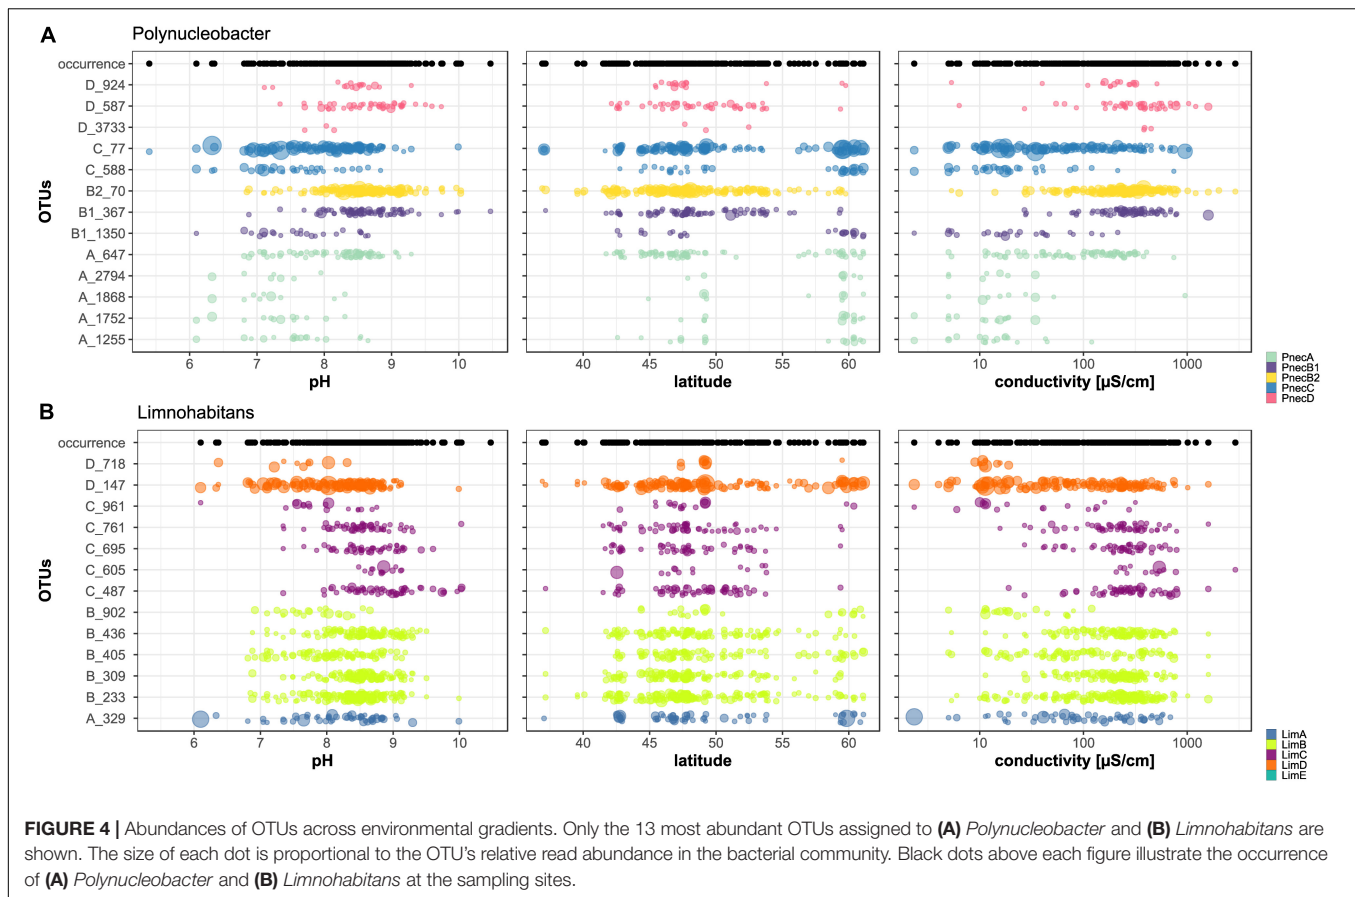 A
Polynucleobacter
occurrence
D_924
D_587
D_3733
C_77
C_588
B2_70
B1_367
B1_1350
A_647
A_2794
A_1868
A_1752
A_1255
OTUs
6 7 8 9 10
pH
40 45 50 55 60
latitude
10 100 1000
conductivity [µS/cm]
PnecA
PnecB1
PnecB2
PnecC
PnecD
B
Limnohabitans
occurrence
D_718
D_147
C_961
C_761
C_695
C_605
C_487
B_902
B_436
B_405
B_309
B_233
A_329
OTUs
6 7 8 9 10
pH
40 45 50 55 60
latitude
10 100 1000
conductivity [µS/cm]
LimA
LimB
LimC
LimD
LimE
FIGURE 4 | Abundances of OTUs across environmental gradients. Only the 13 most abundant OTUs assigned to (A) Polynucleobacter and (B) Limnohabitans are
shown. The size of each dot is proportional to the OTU's relative read abundance in the bacterial community. Black dots above each figure illustrate the occurrence
of (A) Polynucleobacter and (B) Limnohabitans at the sampling sites.